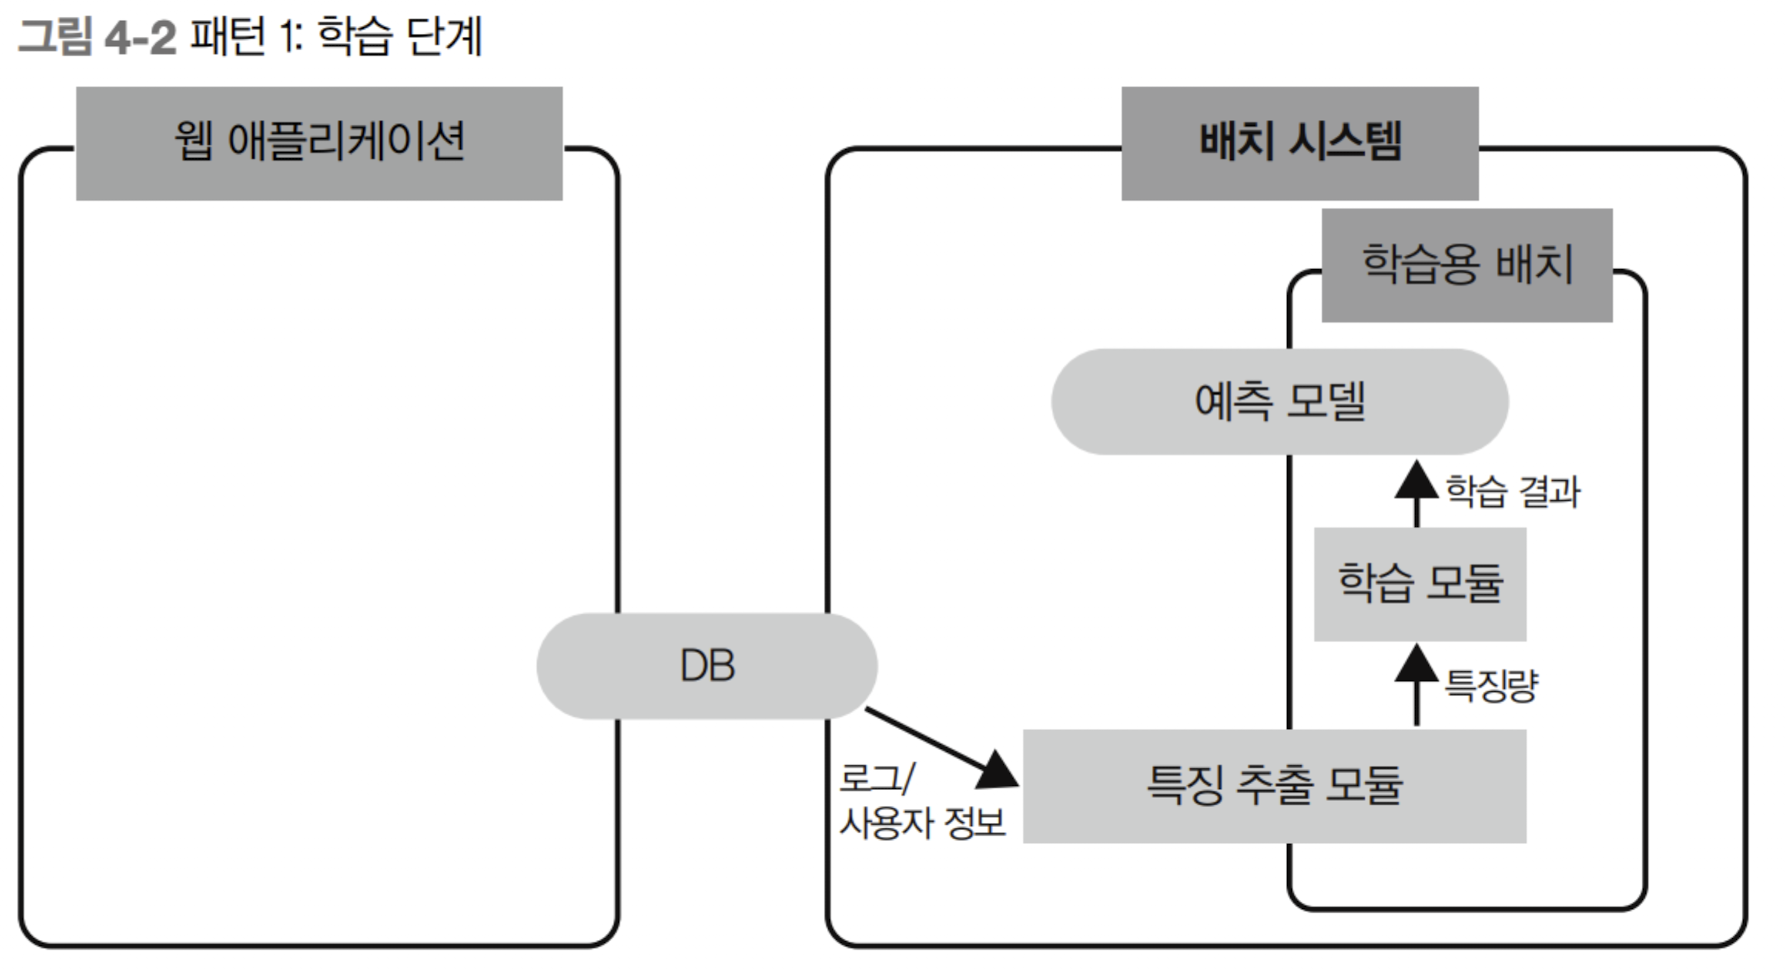 그림 4-2 패턴 1: 학습 단계
웹 애플리케이션
배치 시스템
학습용 배치
예측 모델
학습 결과
학습 모듈
DB
특징량
로그/
사용자 정보
특징 추출 모듈